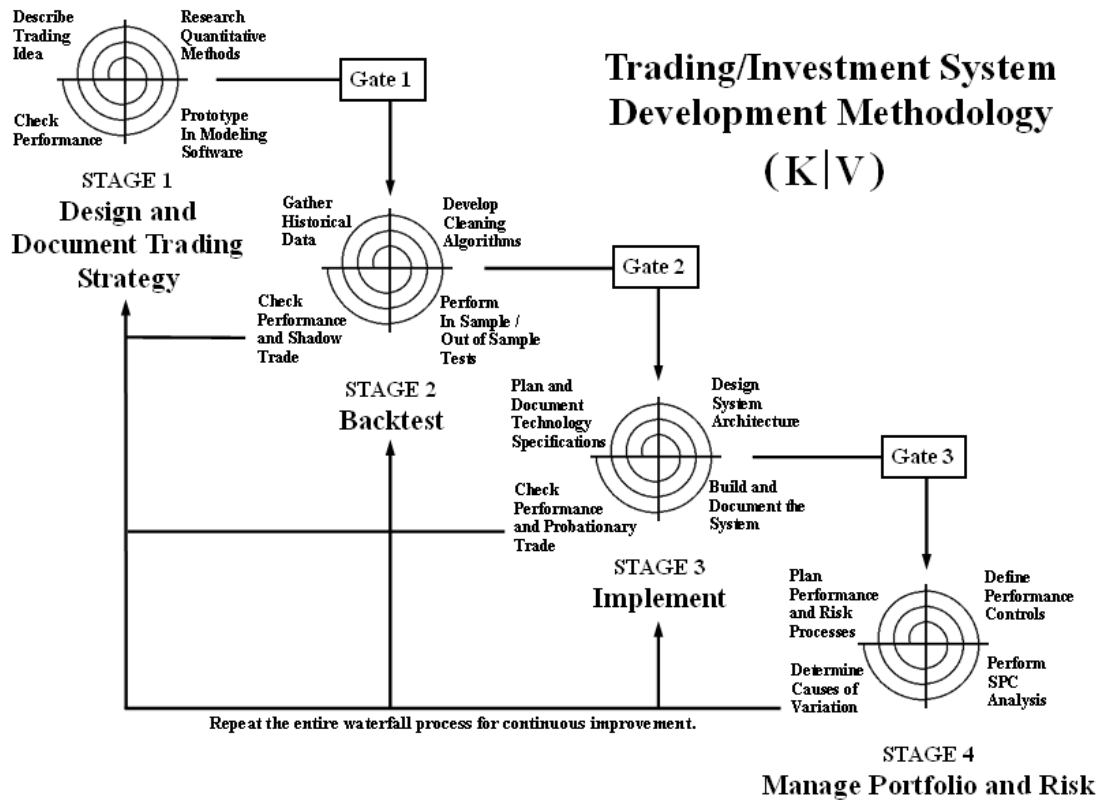 Trading/Investment System
Development Methodology
(K|V)
Describe
Trading
Idea
Research
Quantitative
Methods
Check
Performance
Prototype
In Modeling
Software
STAGE 1
Design and
Document Trading
Strategy
Gate 1
Gather
Historical
Data
Develop
Cleaning
Algorithms
Check
Performance
and Shadow
Trade
Perform
In Sample /
Out of Sample
Tests
STAGE 2
Backtest
Gate 2
Plan and
Document
Technology
Specifications
Design
System
Architecture
Check
Performance
and Probationary
Trade
Build and
Document the
System
STAGE 3
Implement
Gate 3
Plan
Performance
and Risk
Processes
Define
Performance
Controls
Determine
Causes of
Variation
Perform
SPC
Analysis
Repeat the entire waterfall process for continuous improvement.
STAGE 4
Manage Portfolio and Risk